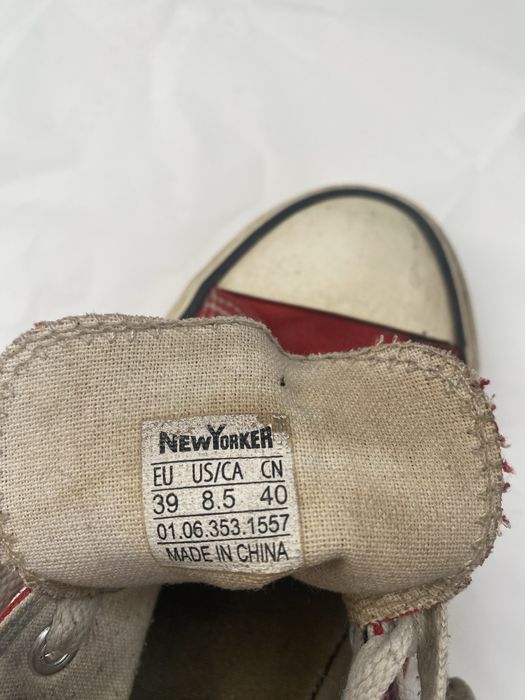 NEWYORKER
EU US/CA CN
39 8.5 40
01.06.353.1557
MADE IN CHINA